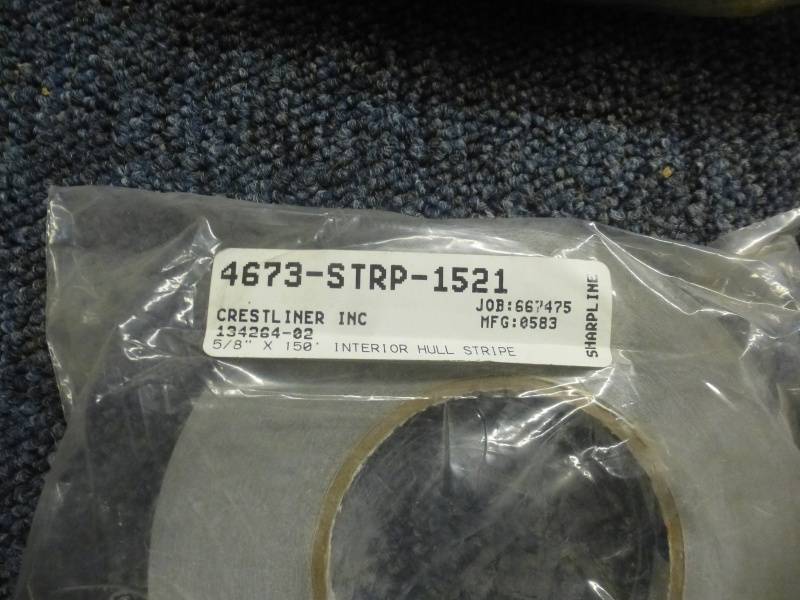 4673-STRP-1521
JOB:667475
CRESTLINER INC
MFG:0583
134264-02
5/8" X 150' INTERIOR HULL STRIPE
SHARPLINE